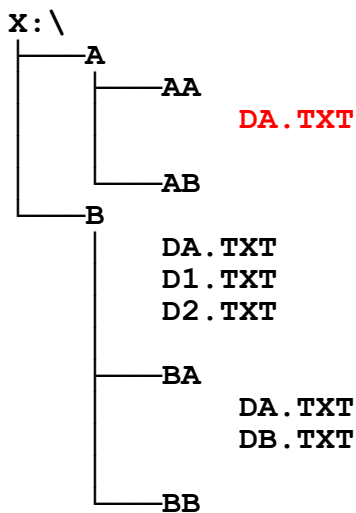 X:\
A
AA
DA.TXT
AB
B
DA.TXT
D1.TXT
D2.TXT
BA
DA.TXT
DB.TXT
BB